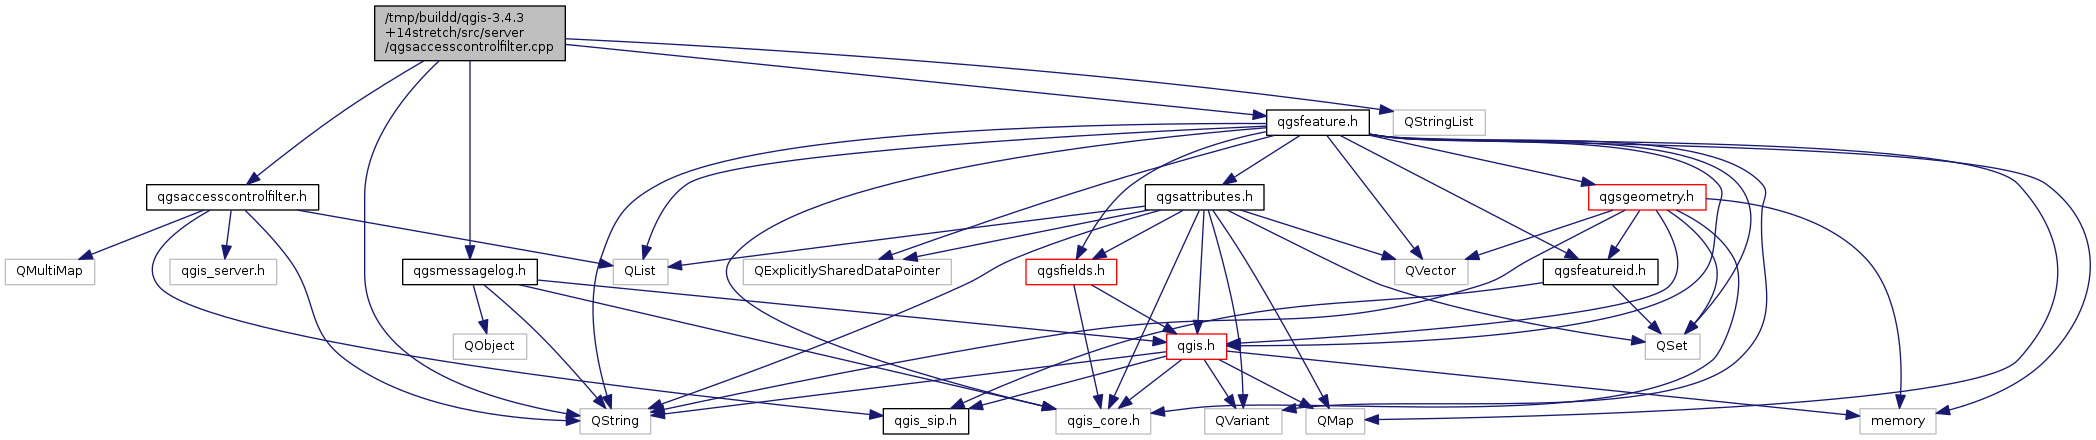 /tmp/buildd/qgis-3.4.3
+14stretch/src/server
/qgsaccesscontrolfilter.cpp
qgsfeature.h
QStringList
qgsaccesscontrolfilter.h
qgsattributes.h
qgsgeometry.h
QMultiMap
qgis_server.h
qgsmessagelog.h
QList
QExplicitlySharedDataPointer
qgsfields.h
QVector
qgsfeatureid.h
QObject
qgis.h
QSet
QString
qgis_sip.h
qgis_core.h
QVariant
QMap
memory